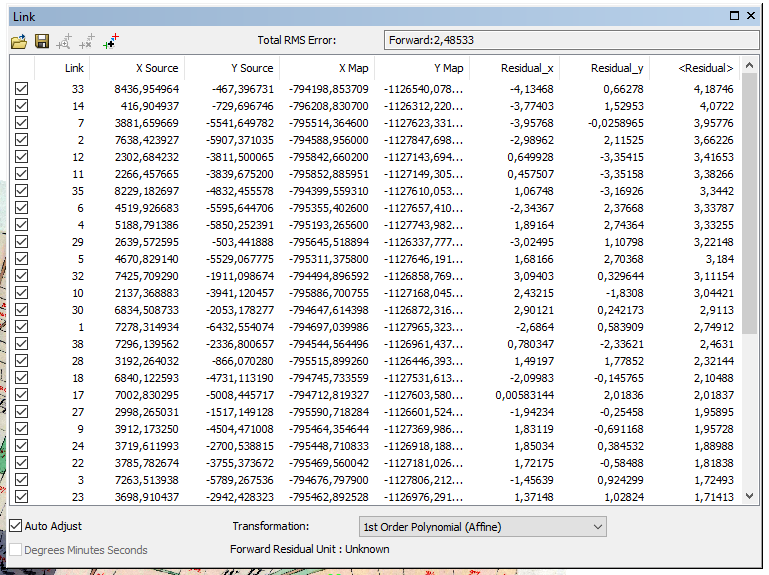 Link
Total RMS Error: Forward:2,48533
Link X Source Y Source X Map Y Map Residual_x Residual_y <Residual>
33 8436,954964 -467,396731 -794198,853709 -1126540,078... -4,13468 0,66278 4,18746
14 416,904937 -729,696746 -796208,830700 -1126312,220... -3,77403 1,52953 4,0722
7 3881,659669 -5541,649782 -795514,364600 -1127623,331... -3,95768 -0,0258965 3,95776
2 7638,423927 -5907,371035 -794588,956000 -1127847,698... -2,98962 2,11525 3,66226
12 2302,684232 -3811,500065 -795842,660200 -1127143,694... 0,649928 -3,35415 3,41653
11 2266,457665 -3839,675200 -795852,885951 -1127149,305... 0,457507 -3,35158 3,38266
35 8229,182697 -4832,455578 -794399,559310 -1127610,053... 1,06748 -3,16926 3,3442
6 4519,926683 -5595,644706 -795355,402600 -1127657,410... -2,34367 2,37668 3,33787
4 5188,791386 -5850,252391 -795193,265600 -1127743,982... 1,89164 2,74364 3,33255
29 2639,572595 -503,441888 -795645,518894 -1126337,777... -3,02495 1,10798 3,22148
5 4670,829140 -5529,067775 -795311,375800 -1127646,191... 1,68166 2,70368 3,184
32 7425,709290 -1911,098674 -794494,896592 -1126858,769... 3,09403 0,329644 3,11154
10 2137,368883 -3941,120457 -795886,700755 -1127168,045... 2,43215 -1,8308 3,04421
30 6834,508733 -2053,178277 -794647,614398 -1126872,316... 2,90121 0,242173 2,9113
1 7278,314934 -6432,554074 -794697,039986 -1127965,323... -2,6864 0,583909 2,74912
38 7296,139562 -2336,800657 -794544,564496 -1126961,437... 0,780347 -2,33621 2,4631
28 3192,264032 -866,070280 -795515,899260 -1126446,393... 1,49197 1,77852 2,32144
18 6840,122593 -4731,113190 -794745,733559 -1127531,613... -2,09983 -0,145765 2,10488
17 7002,830295 -5008,445717 -794712,819327 -1127603,580... 0,00583144 2,01836 2,01837
27 2998,265031 -1517,149128 -795590,718284 -1126601,524... -1,94234 -0,25458 1,95895
9 3912,173250 -4504,471008 -795464,354644 -1127369,986... 1,83119 -0,691168 1,95728
24 3719,611993 -2700,538815 -795448,710833 -1126918,188... 1,85034 0,384532 1,88988
22 3785,782674 -3755,373672 -795469,560042 -1127181,026... 1,72175 -0,58488 1,81838
3 7263,513938 -5789,267536 -794676,797900 -1127806,212... -1,45639 0,924299 1,72493
23 3698,910437 -2942,428323 -795462,892528 -1126976,291... 1,37148 1,02824 1,71413
Auto Adjust Transformation: 1st Order Polynomial (Affine)
Degrees Minutes Seconds Forward Residual Unit : Unknown